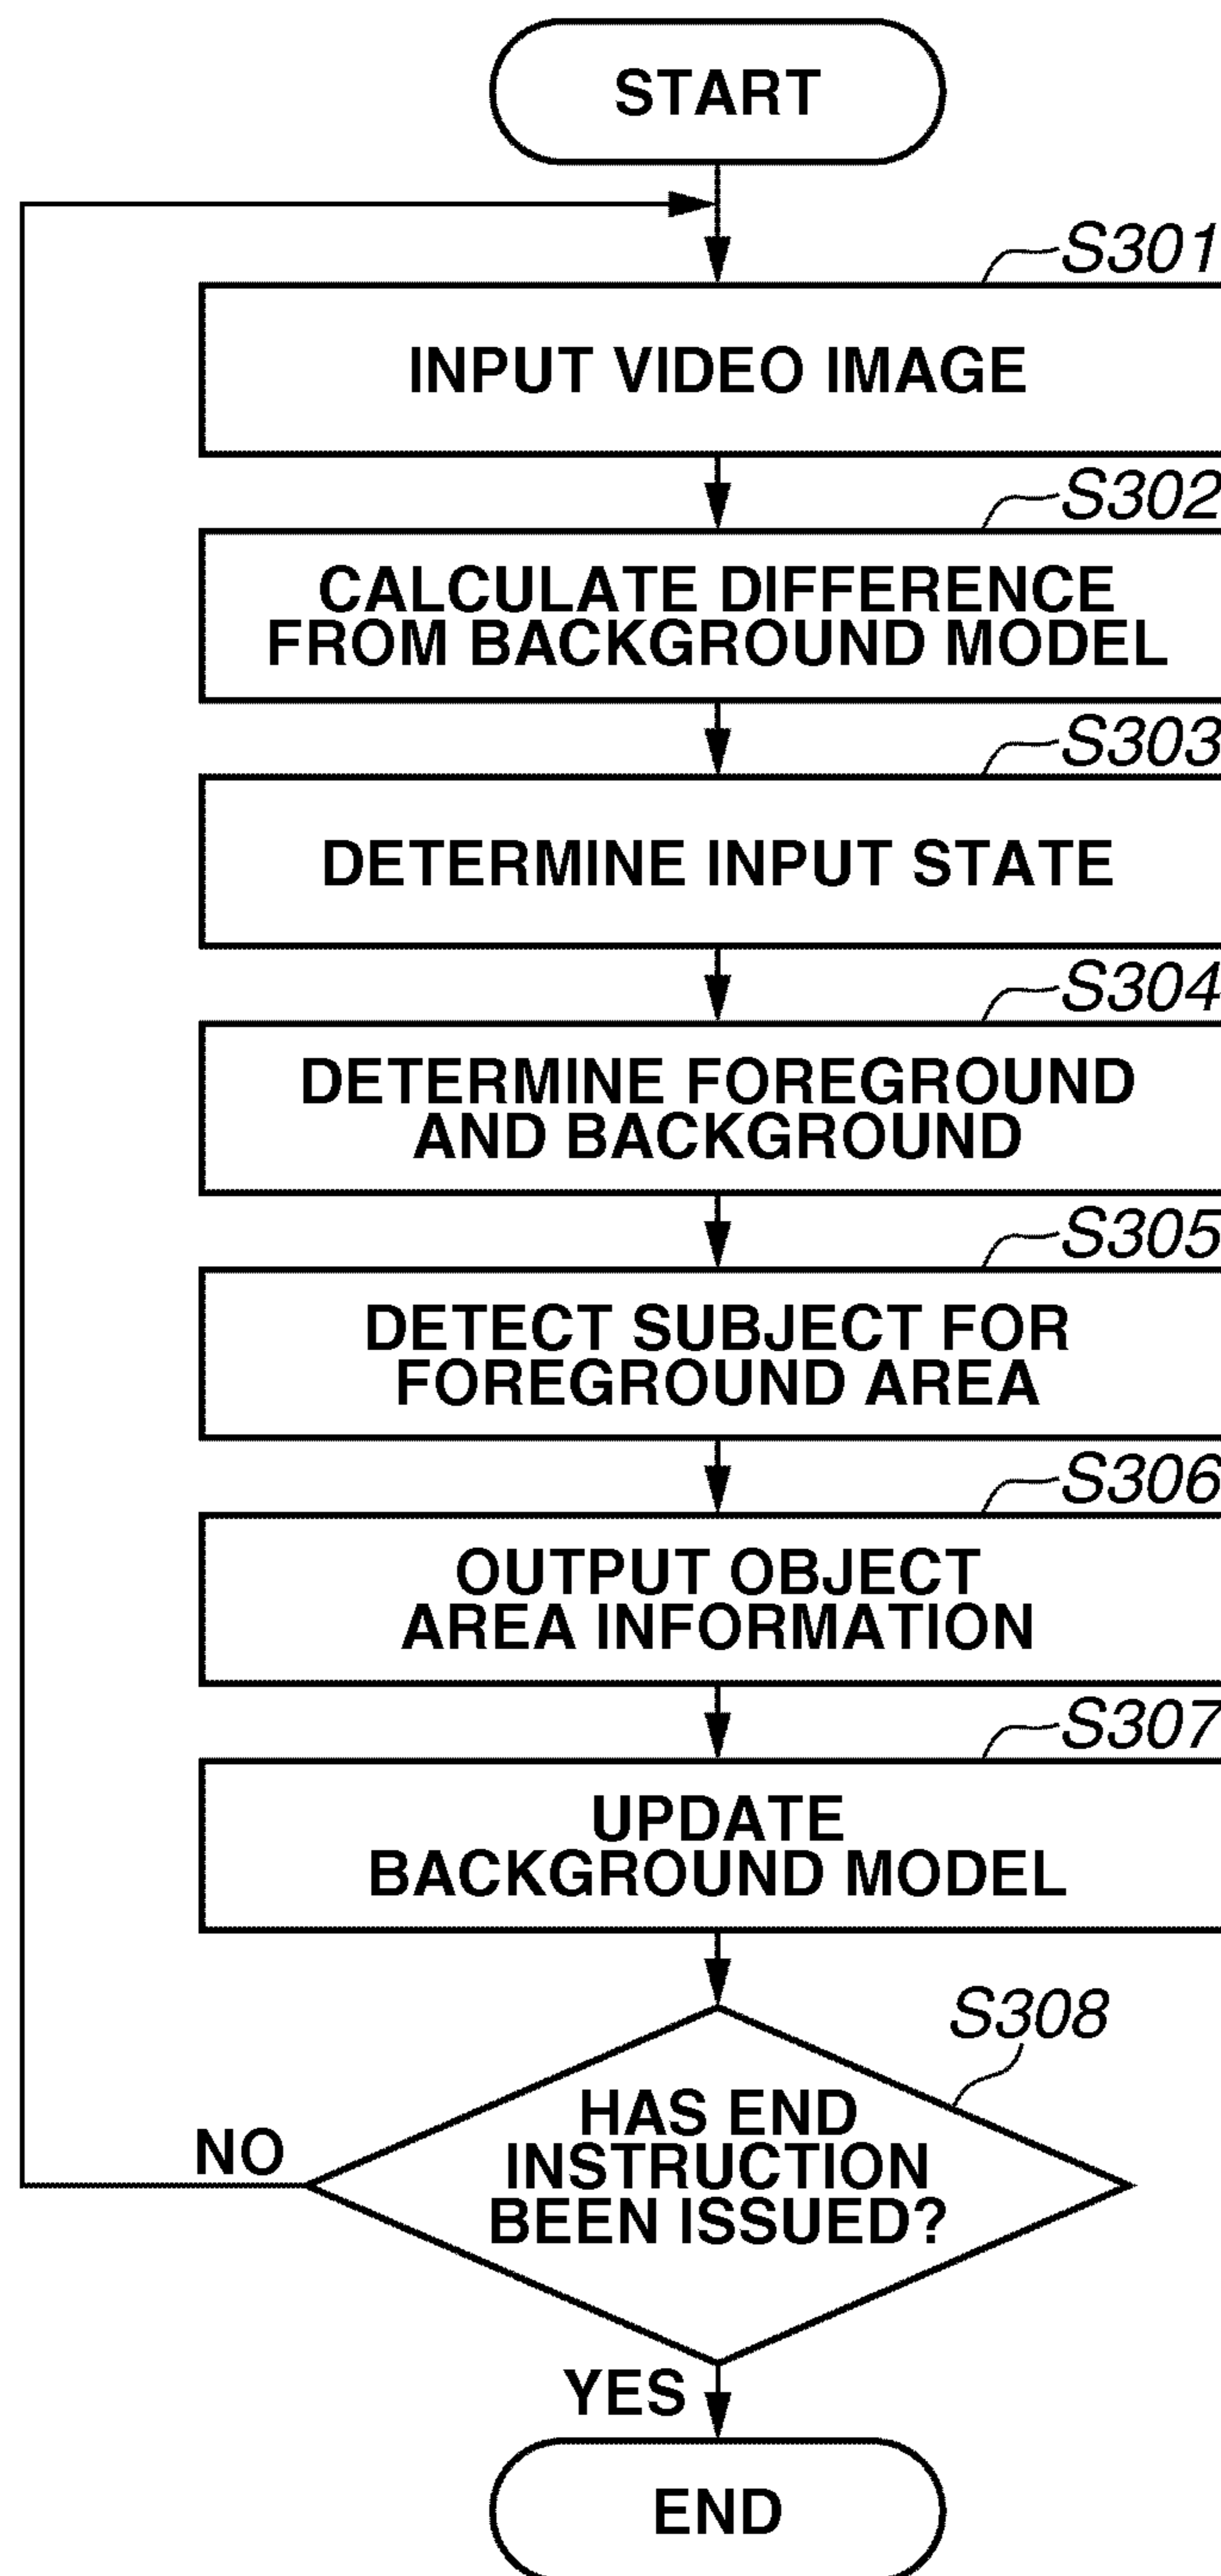 START
S301
INPUT VIDEO IMAGE
S302
CALCULATE DIFFERENCE
FROM BACKGROUND MODEL
S303
DETERMINE INPUT STATE
S304
DETERMINE FOREGROUND
AND BACKGROUND
S305
DETECT SUBJECT FOR
FOREGROUND AREA
S306
OUTPUT OBJECT
AREA INFORMATION
S307
UPDATE
BACKGROUND MODEL
S308
HAS END
INSTRUCTION
BEEN ISSUED?
NO
YES
END